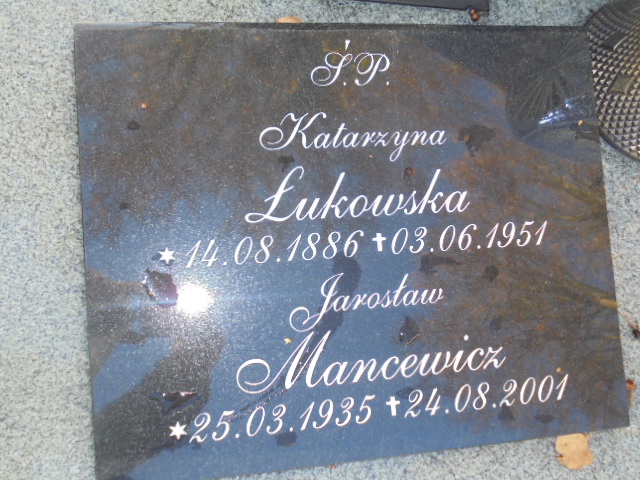 Ś.P.
Katarzyna
Łukowska
* 14.08.1886 ✝ 03.06.1951
Jarosław
Mancewicz
* 25.03.1935 ✝ 24.08.2001